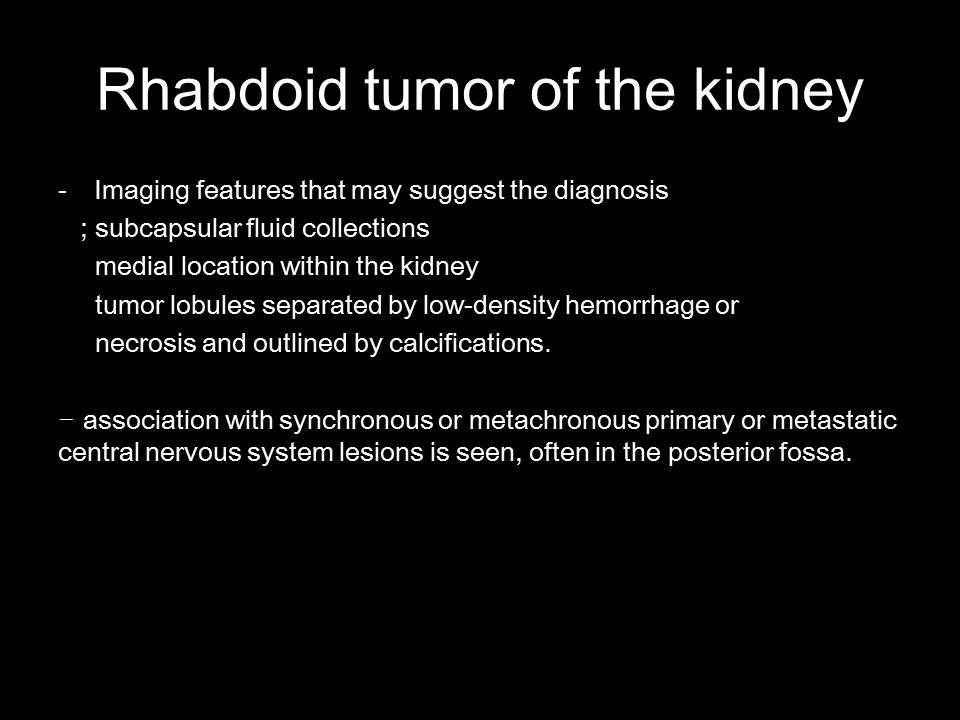 Rhabdoid tumor of the kidney
- Imaging features that may suggest the diagnosis
; subcapsular fluid collections
medial location within the kidney
tumor lobules separated by low-density hemorrhage or
necrosis and outlined by calcifications.
– association with synchronous or metachronous primary or metastatic
central nervous system lesions is seen, often in the posterior fossa.